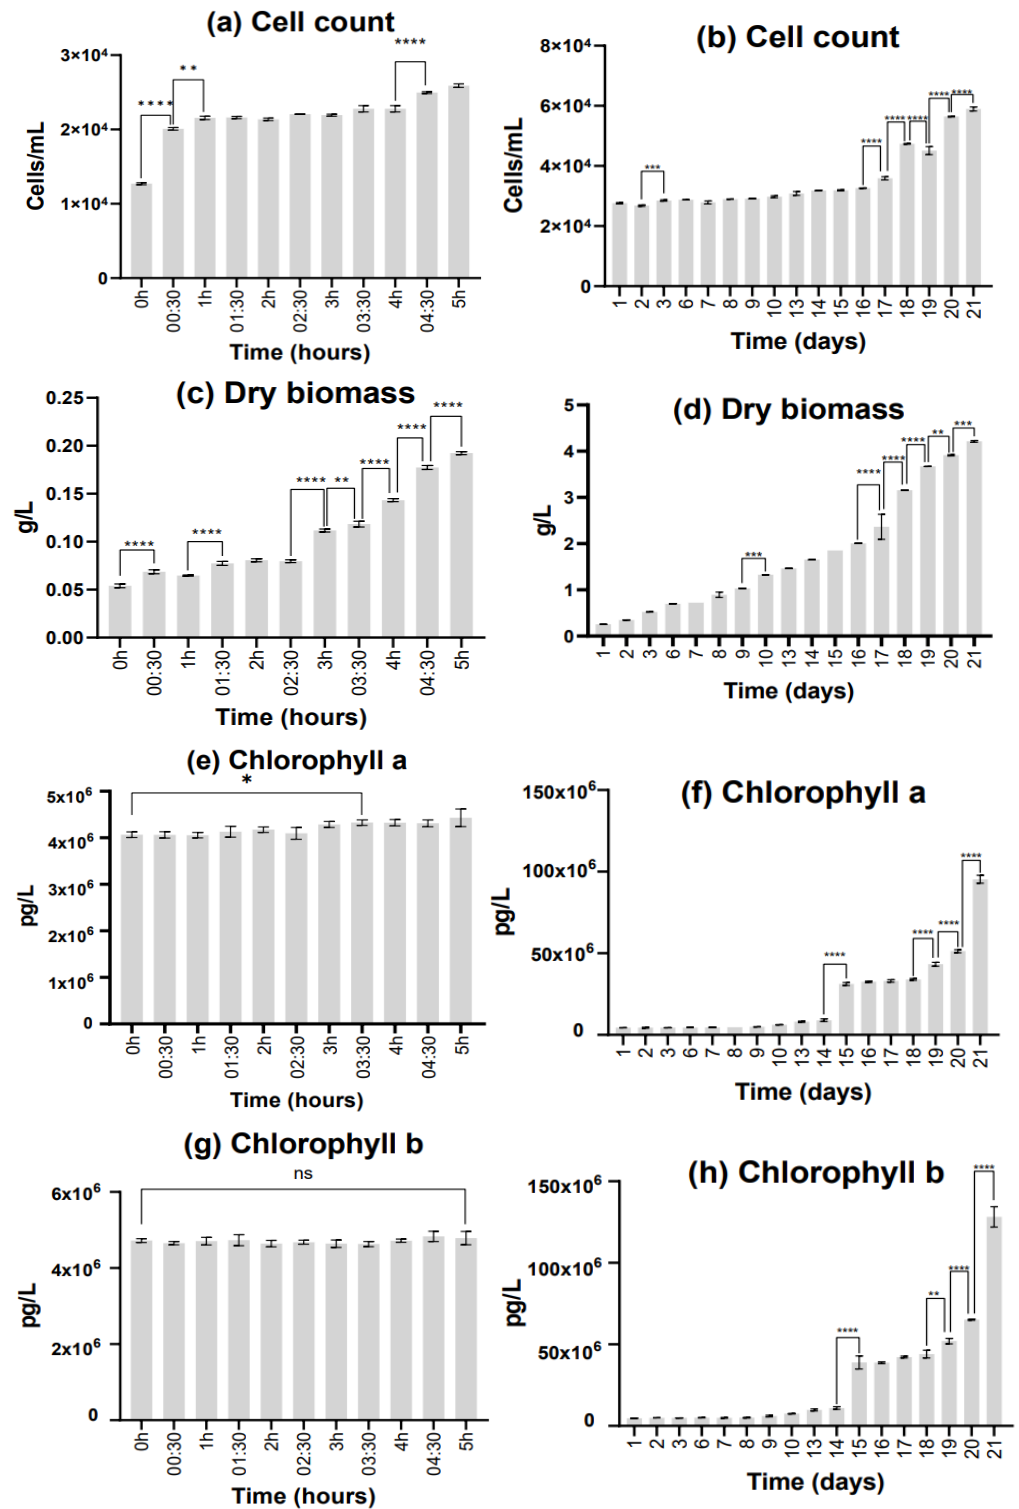 (a) Cell count
3×10⁴
2×10⁴
1×10⁴
0
Cells/mL
****
**
****
0h
00:30
1h
01:30
2h
02:30
3h
03:30
4h
04:30
5h
Time (hours)
(b) Cell count
8×10⁴
6×10⁴
4×10⁴
2×10⁴
0
Cells/mL
***
****
****
****
****
****
1
2
3
6
7
8
9
10
13
14
15
16
17
18
19
20
21
Time (days)
(c) Dry biomass
0.25
0.20
0.15
0.10
0.05
0.00
g/L
****
****
****
**
****
****
****
0h
00:30
1h
01:30
2h
02:30
3h
03:30
4h
04:30
5h
Time (hours)
(d) Dry biomass
5
4
3
2
1
0
g/L
***
****
****
****
**
***
1
2
3
6
7
8
9
10
13
14
15
16
17
18
19
20
21
Time (days)
(e) Chlorophyll a
5x10⁶
4x10⁶
3x10⁶
2x10⁶
1x10⁶
0
pg/L
*
0h
00:30
1h
01:30
2h
02:30
3h
03:30
4h
04:30
5h
Time (hours)
(f) Chlorophyll a
150x10⁶
100x10⁶
50x10⁶
0
pg/L
****
****
****
****
1
2
3
6
7
8
9
10
13
14
15
16
17
18
19
20
21
Time (days)
(g) Chlorophyll b
6x10⁶
4x10⁶
2x10⁶
0
pg/L
ns
0h
00:30
1h
01:30
2h
02:30
3h
03:30
4h
04:30
5h
Time (hours)
(h) Chlorophyll b
150x10⁶
100x10⁶
50x10⁶
0
pg/L
****
**
****
****
1
2
3
6
7
8
9
10
13
14
15
16
17
18
19
20
21
Time (days)